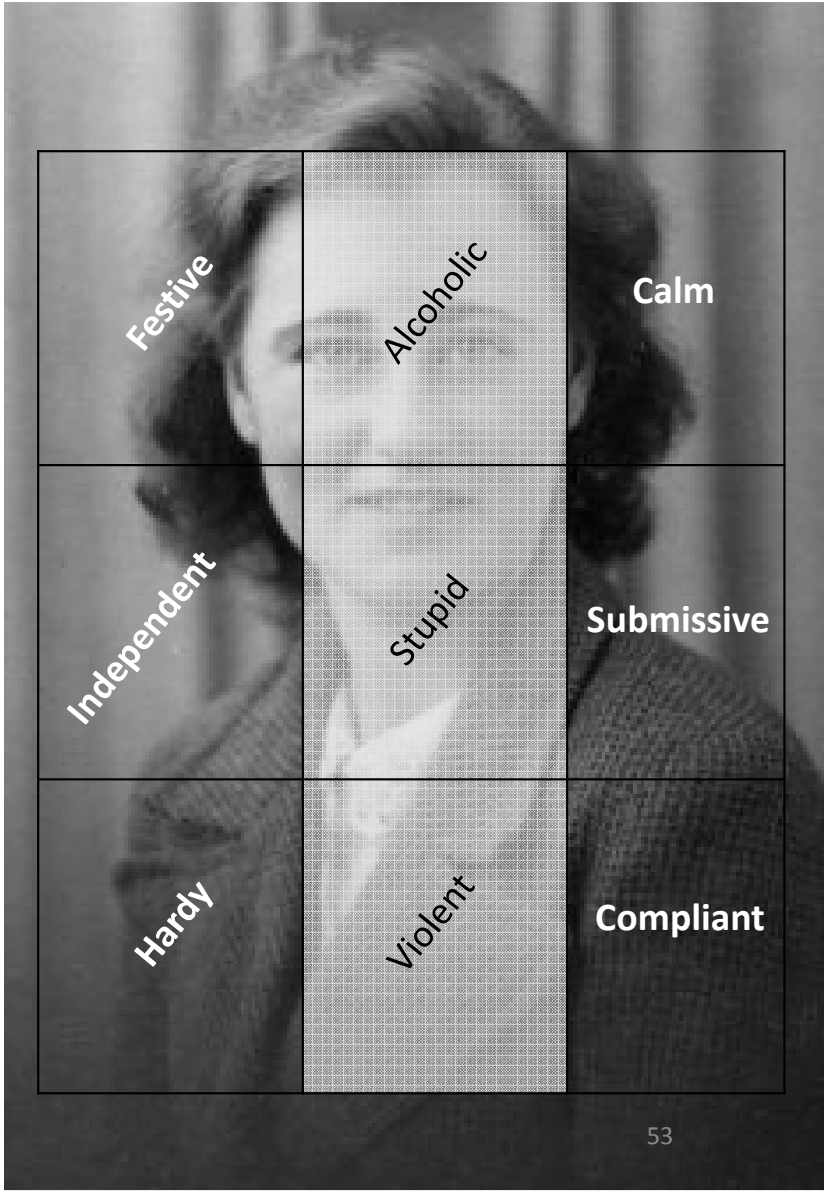 Festive
Alcoholic
Calm
Independent
Stupid
Submissive
Hardy
Violent
Compliant
53